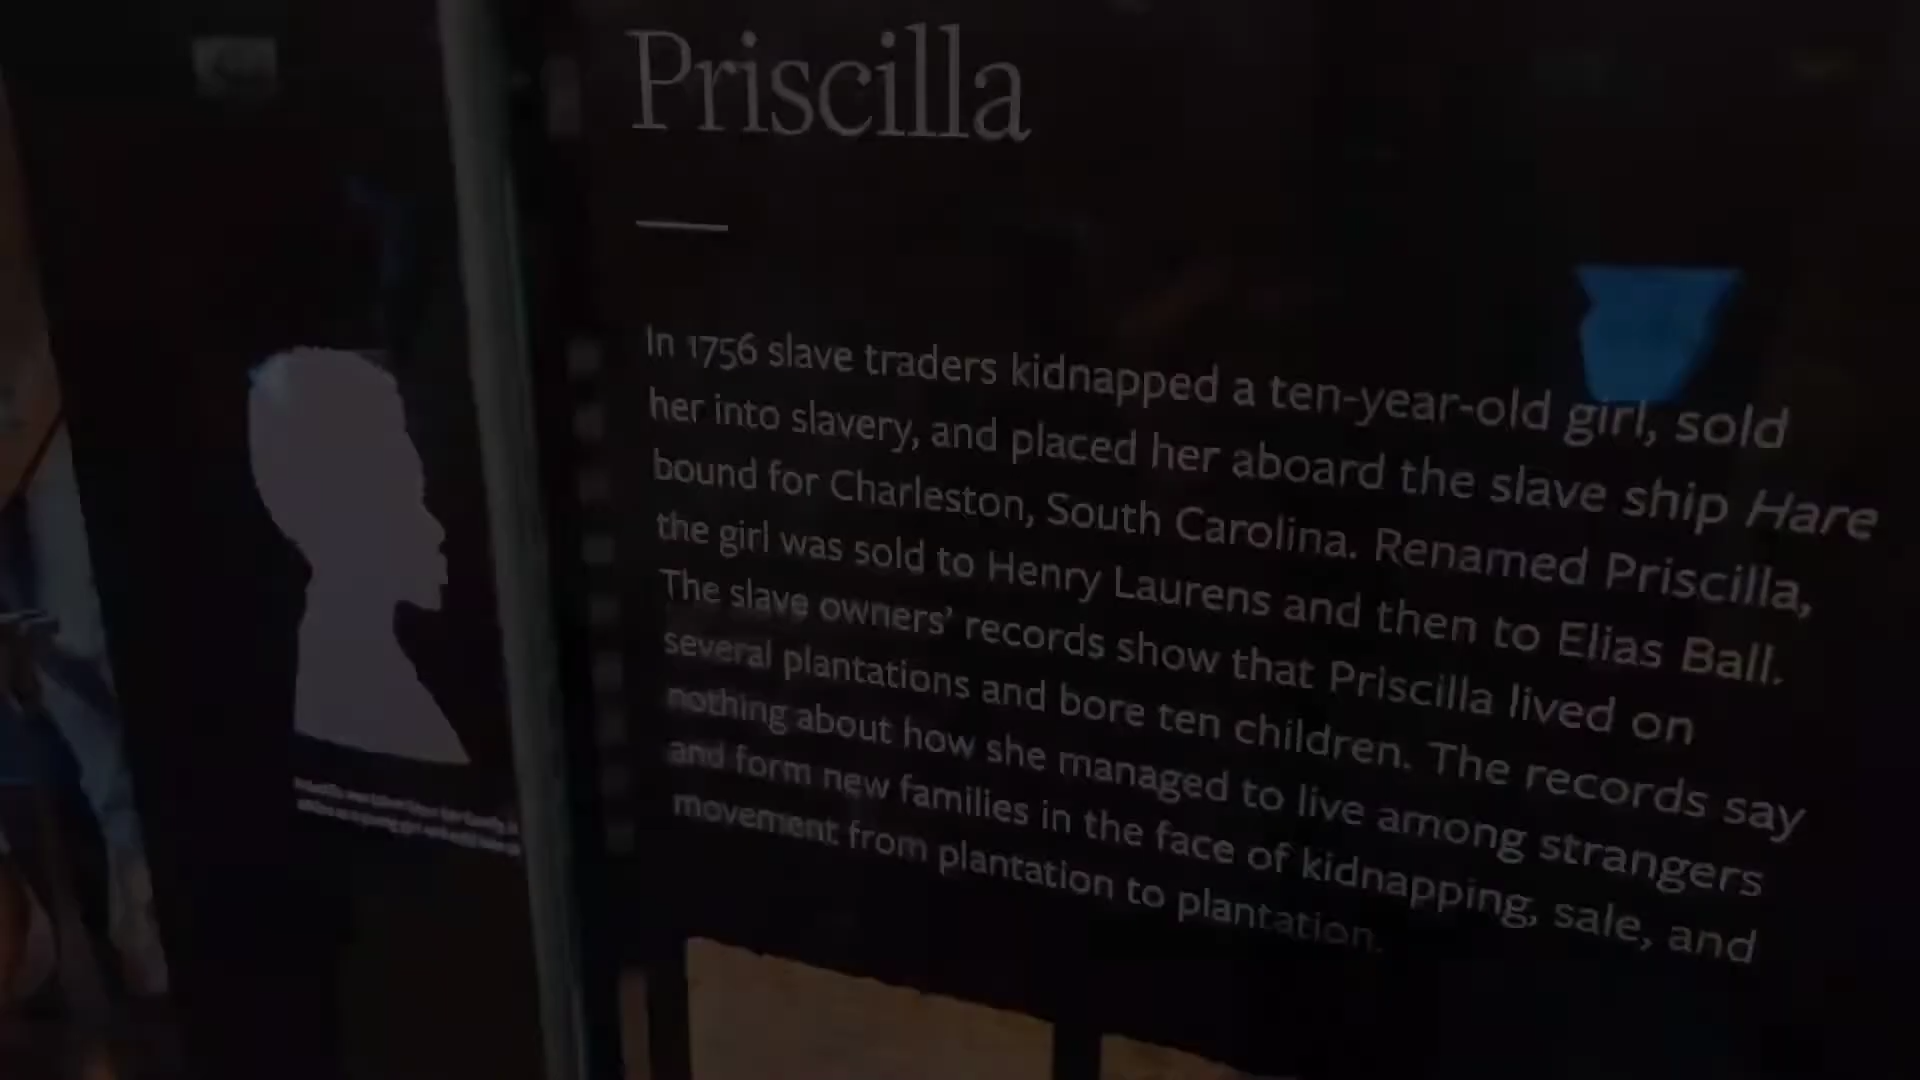 Priscilla
In 1756 slave traders kidnapped a ten-year-old girl, sold
her into slavery, and placed her aboard the slave ship Hare
bound for Charleston, South Carolina. Renamed Priscilla,
the girl was sold to Henry Laurens and then to Elias Ball.
The slave owners’ records show that Priscilla lived on
several plantations and bore ten children. The records say
nothing about how she managed to live among strangers
and form new families in the face of kidnapping, sale, and
movement from plantation to plantation.